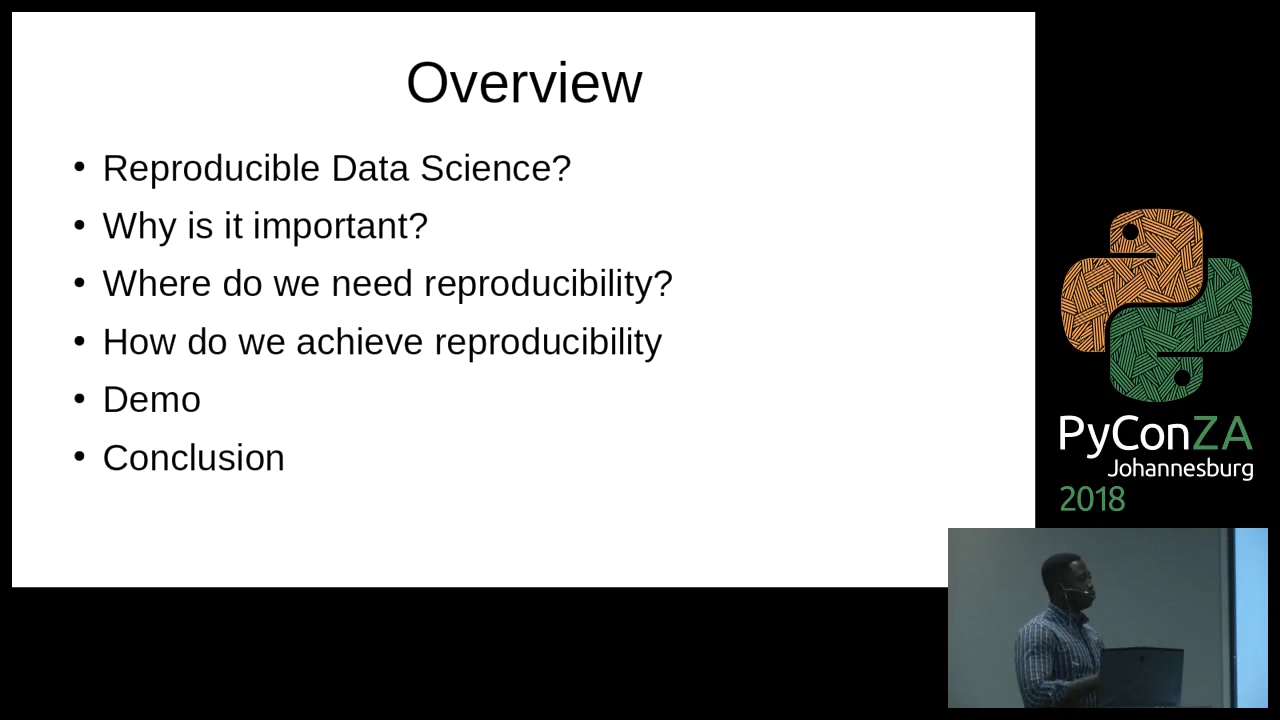 Overview
• Reproducible Data Science?
• Why is it important?
• Where do we need reproducibility?
• How do we achieve reproducibility
• Demo
• Conclusion
PyConZA
Johannesburg
2018